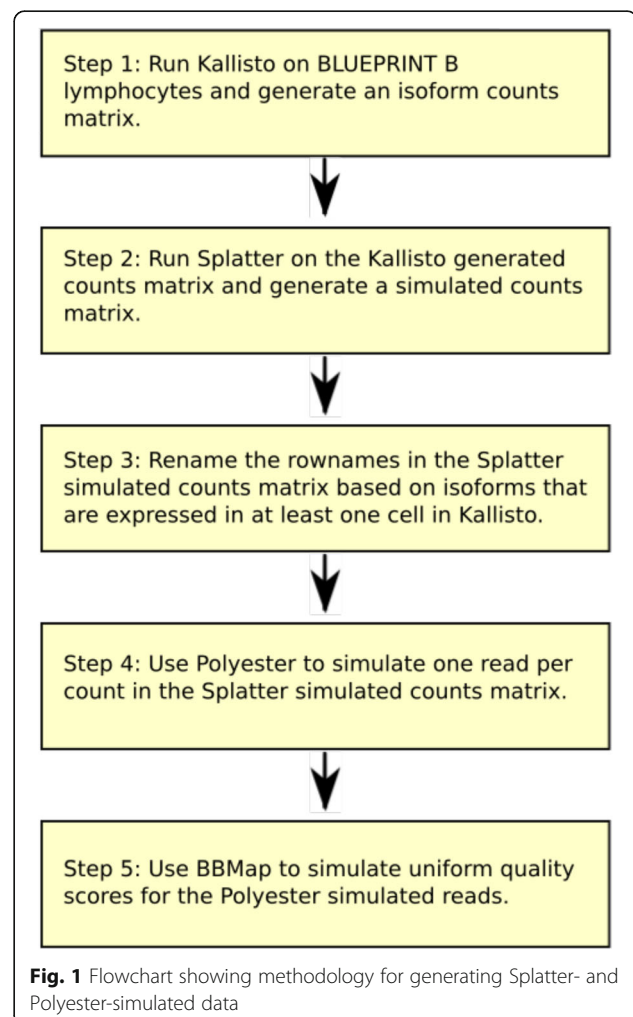 Step 1: Run Kallisto on BLUEPRINT B
lymphocytes and generate an isoform counts
matrix.
Step 2: Run Splatter on the Kallisto generated
counts matrix and generate a simulated counts
matrix.
Step 3: Rename the rownames in the Splatter
simulated counts matrix based on isoforms that
are expressed in at least one cell in Kallisto.
Step 4: Use Polyester to simulate one read per
count in the Splatter simulated counts matrix.
Step 5: Use BBMap to simulate uniform quality
scores for the Polyester simulated reads.
Fig. 1 Flowchart showing methodology for generating Splatter- and
Polyester-simulated data